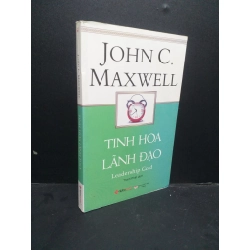 JOHN C.
MAXWELL
TINH HOA
LÃNH ĐẠO
Leadership Gold